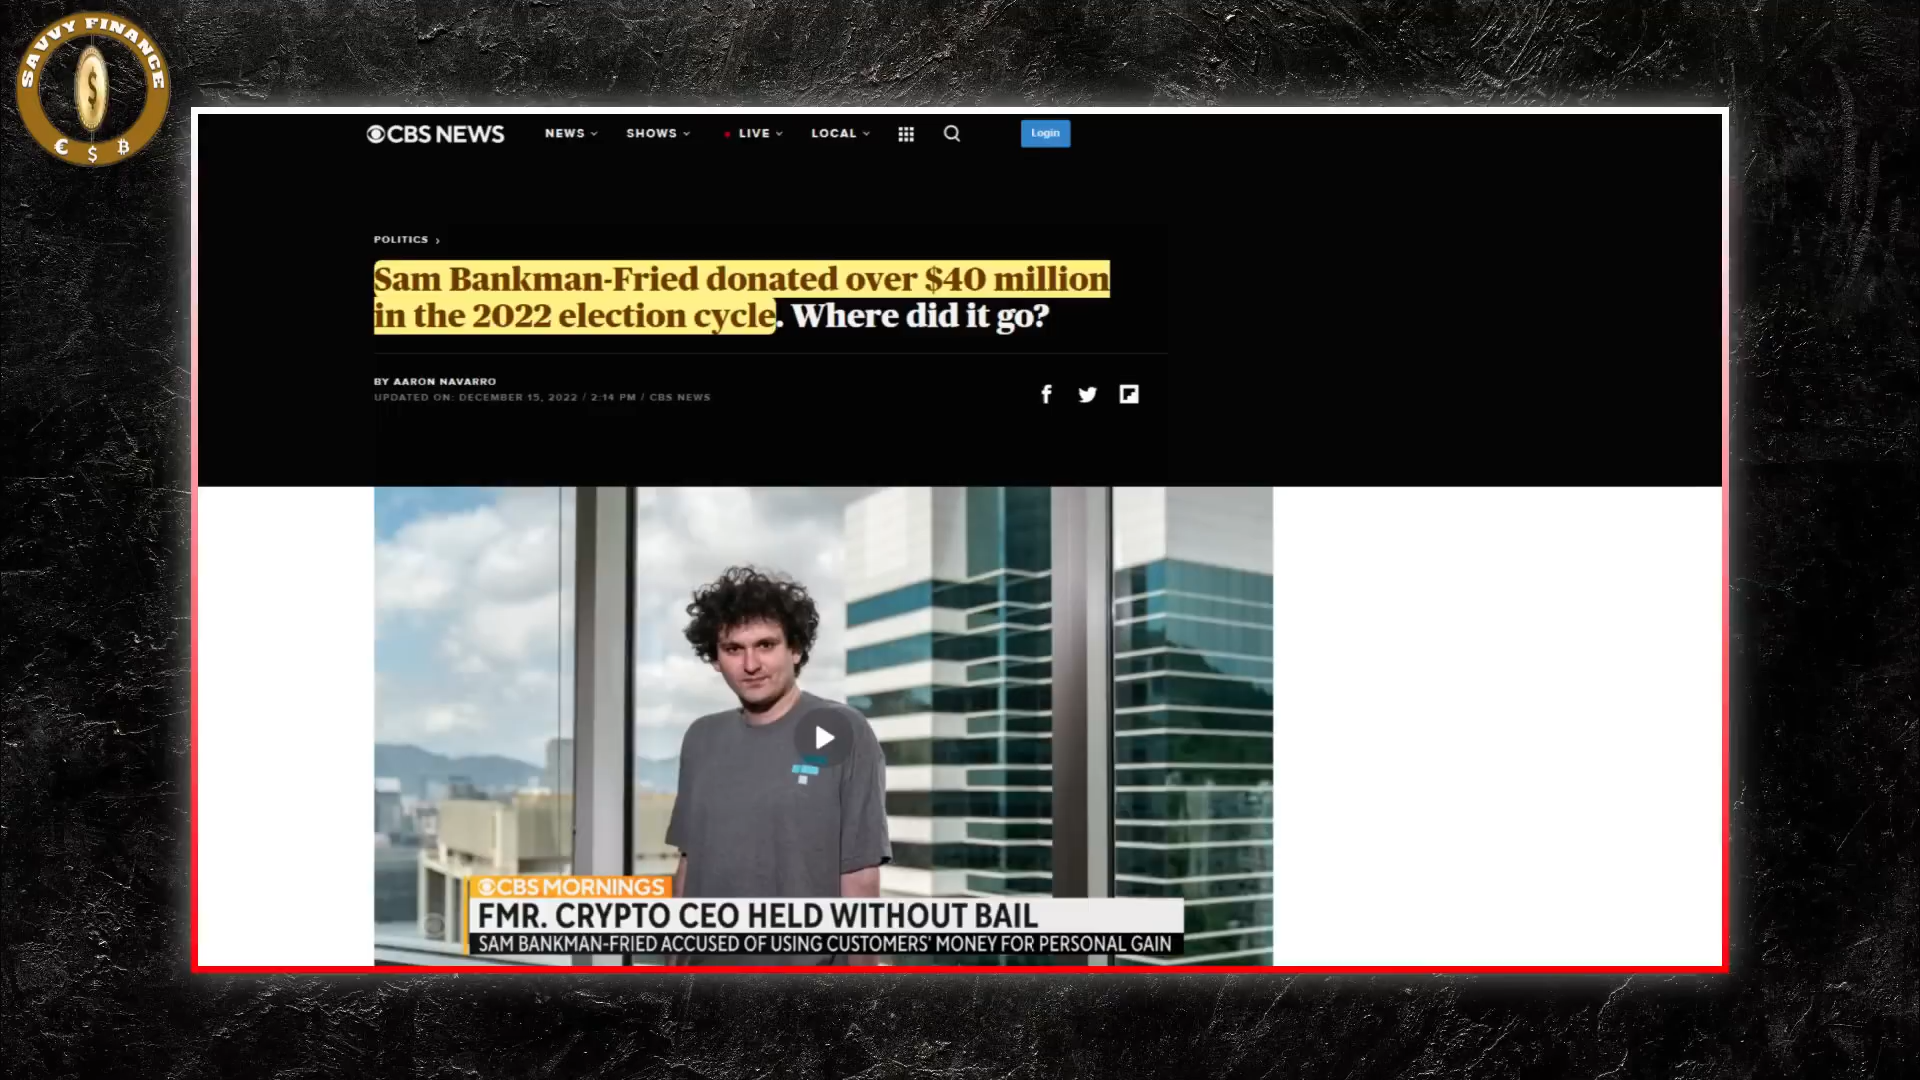 SAVVY FINANCE
€ $ ₿
$
CBS NEWS
NEWS
SHOWS
LIVE
LOCAL
Login
POLITICS ›
Sam Bankman-Fried donated over $40 million
in the 2022 election cycle. Where did it go?
BY AARON NAVARRO
UPDATED ON: DECEMBER 15, 2022 / 2:14 PM / CBS NEWS
CBS MORNINGS
FMR. CRYPTO CEO HELD WITHOUT BAIL
SAM BANKMAN-FRIED ACCUSED OF USING CUSTOMERS' MONEY FOR PERSONAL GAIN